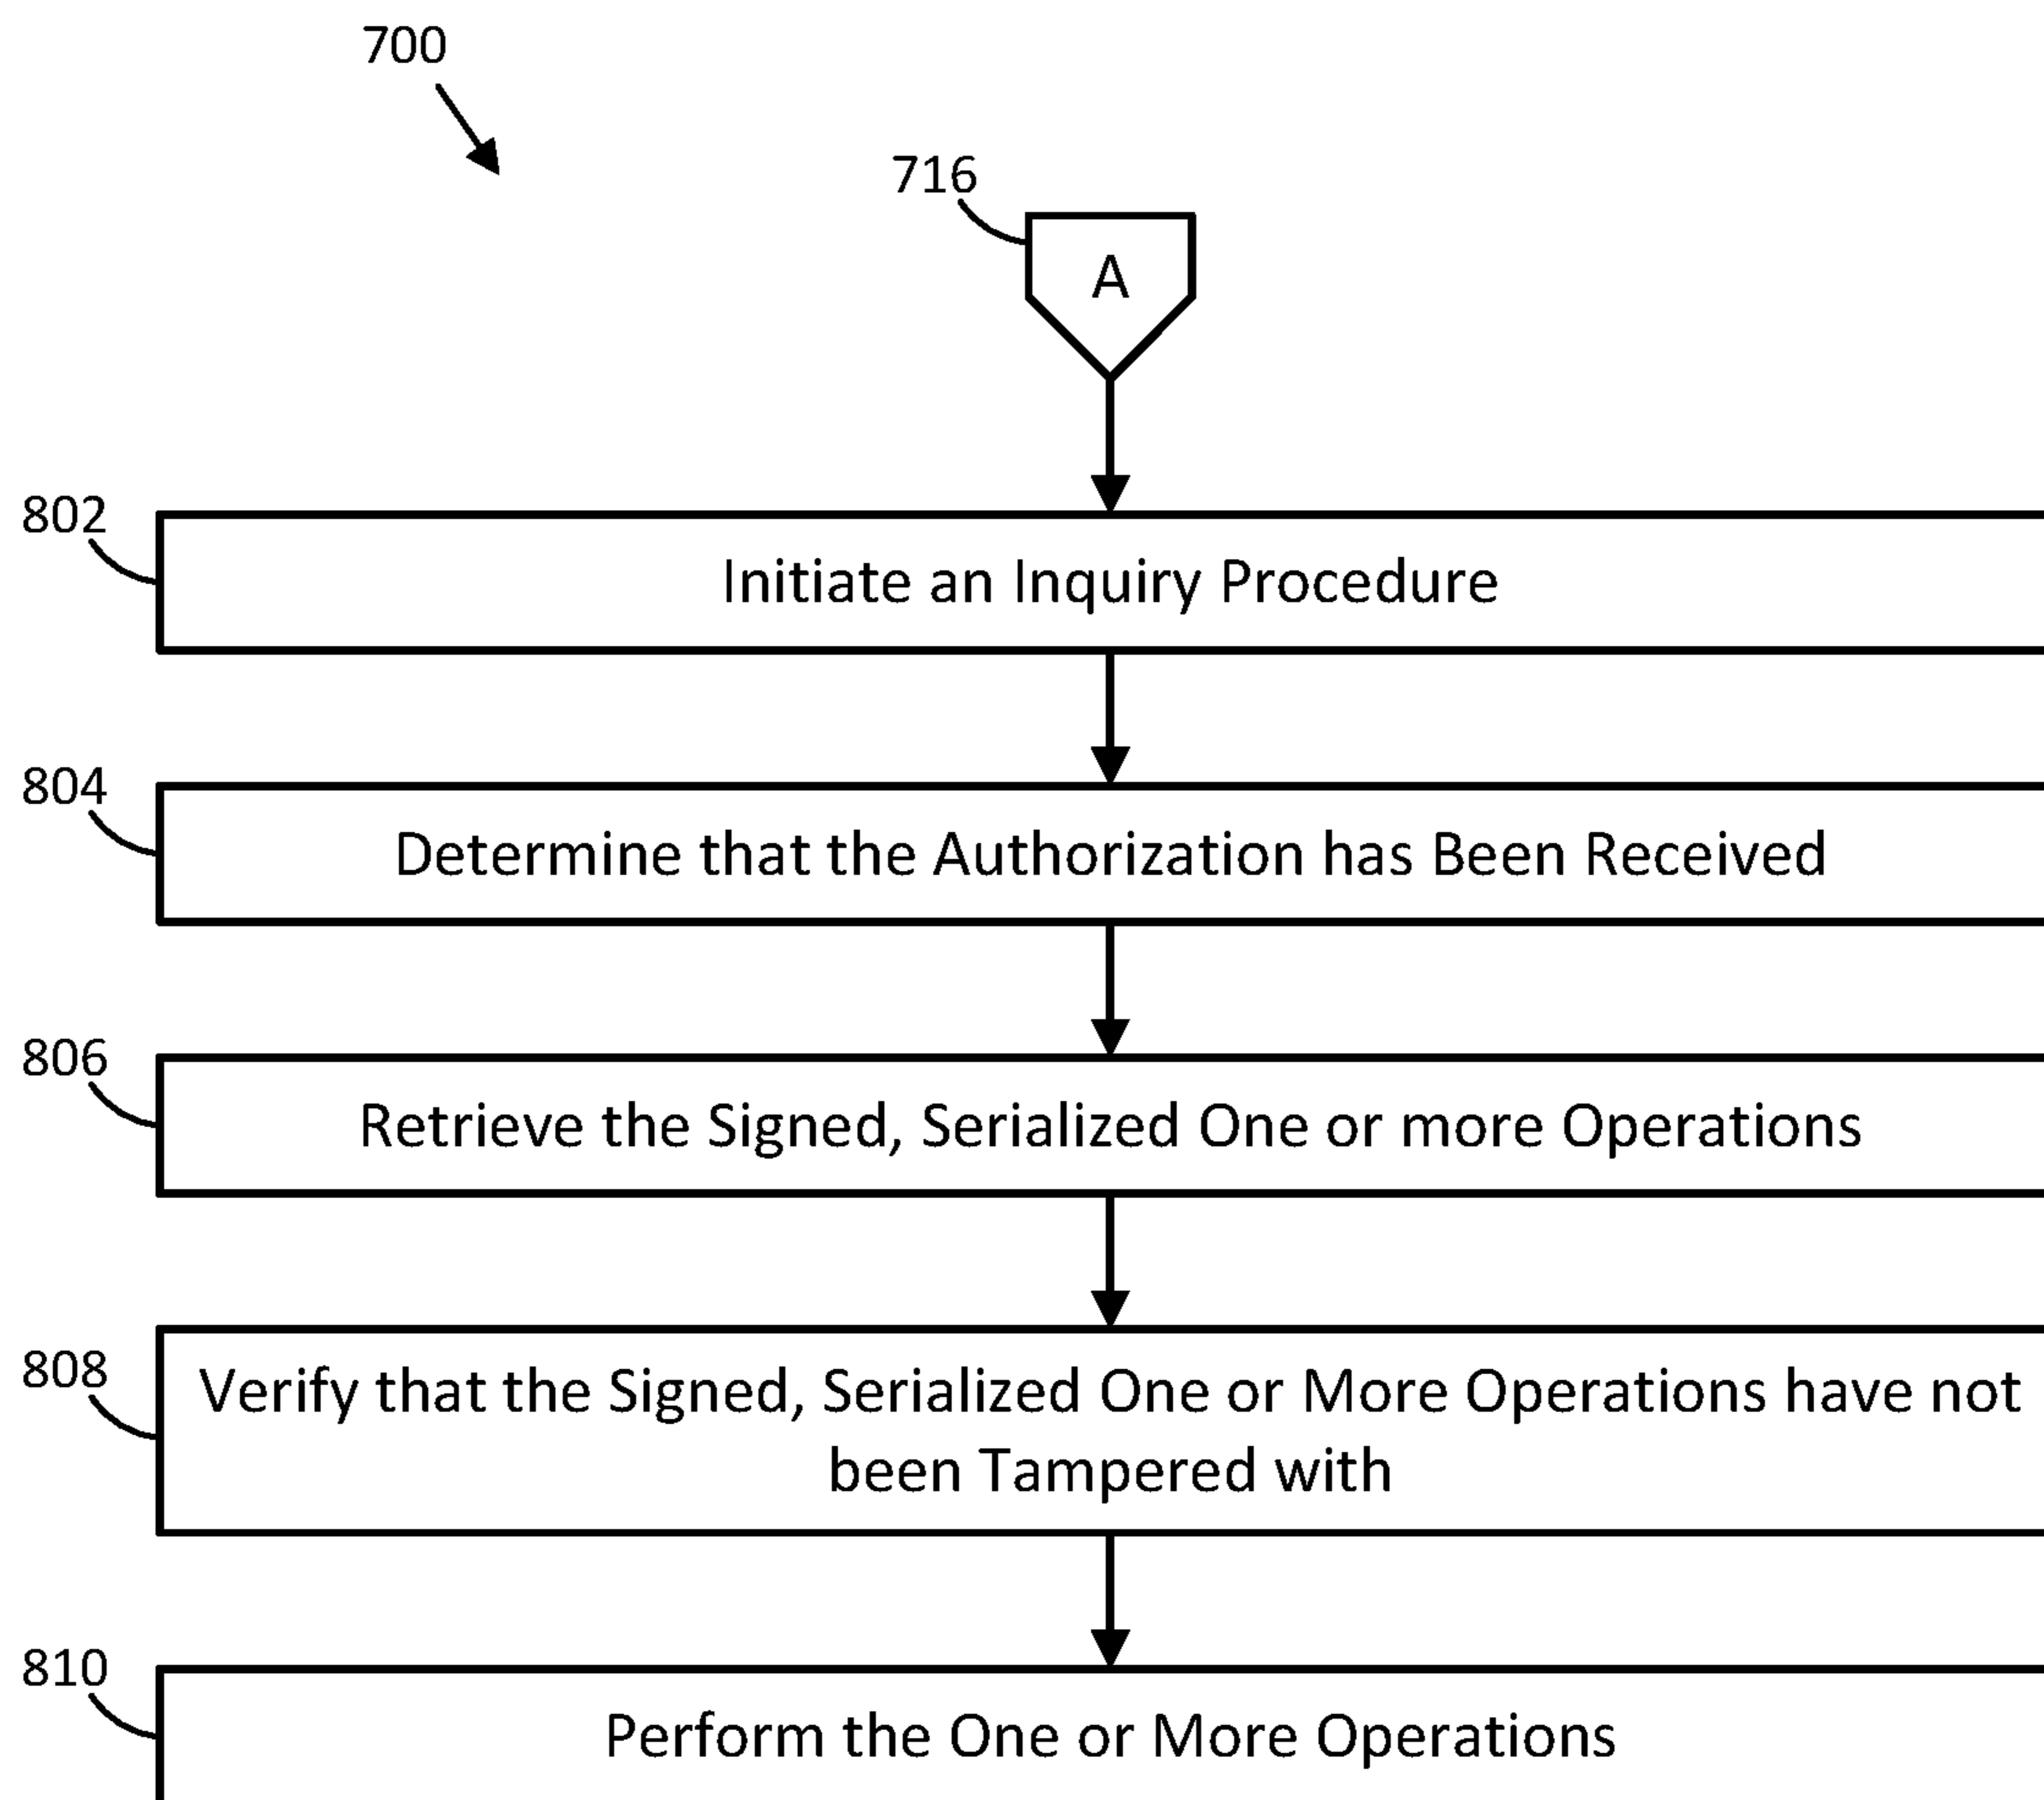 700
716
A
802
Initiate an Inquiry Procedure
804
Determine that the Authorization has Been Received
806
Retrieve the Signed, Serialized One or more Operations
808
Verify that the Signed, Serialized One or More Operations have not
been Tampered with
810
Perform the One or More Operations